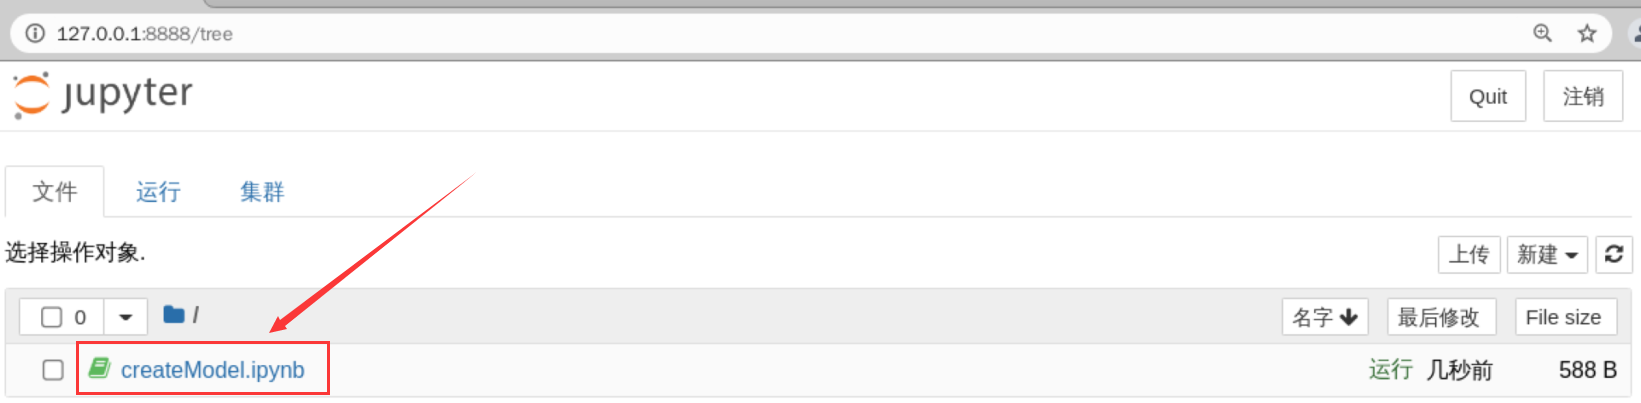 127.0.0.1:8888/tree
jupyter
Quit 注销
文件 运行 集群
选择操作对象.
上传 新建
0 / 名字 最后修改 File size
createModel.ipynb 运行 几秒前 588 B